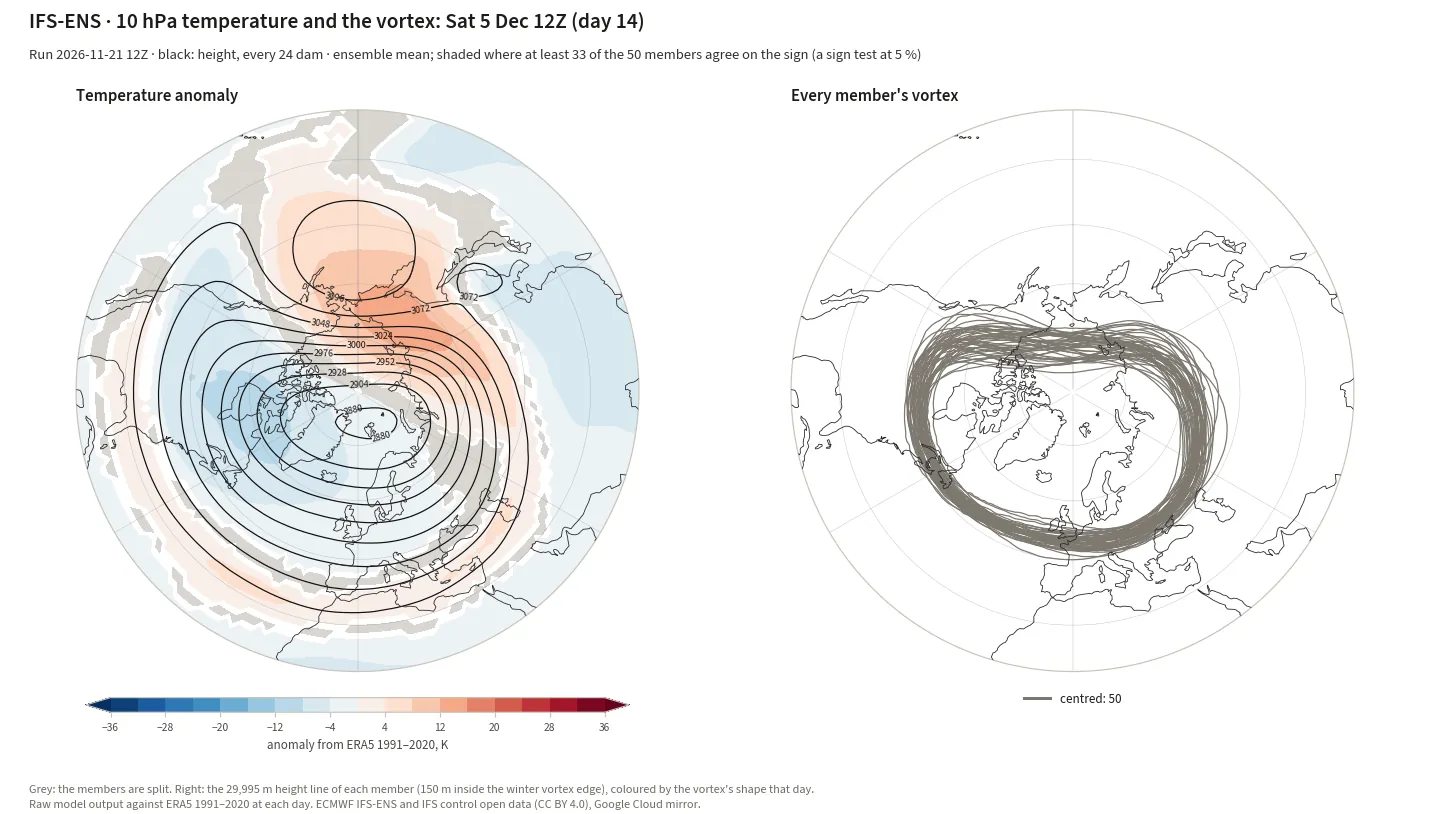 IFS-ENS · 10 hPa temperature and the vortex: Sat 5 Dec 12Z (day 14)
Run 2026-11-21 12Z · black: height, every 24 dam · ensemble mean; shaded where at least 33 of the 50 members agree on the sign (a sign test at 5 %)
Temperature anomaly
Every member's vortex
3096
3072
3072
3048
3024
3000
2976
2952
2928
2904
2880
2880
centred: 50
−36 −28 −20 −12 −4 4 12 20 28 36
anomaly from ERA5 1991–2020, K
Grey: the members are split. Right: the 29,995 m height line of each member (150 m inside the winter vortex edge), coloured by the vortex's shape that day.
Raw model output against ERA5 1991–2020 at each day. ECMWF IFS-ENS and IFS control open data (CC BY 4.0), Google Cloud mirror.